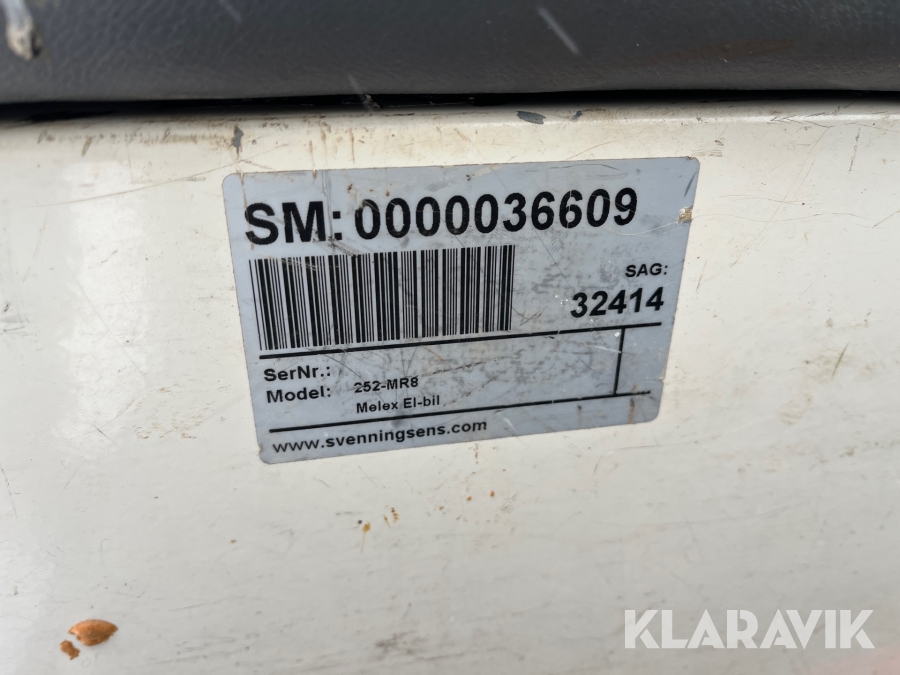 SM: 0000036609
SAG:
32414
SerNr.:
Model: 252-MR8
Melex El-bil
www.svenningsens.com
KLARAVIK